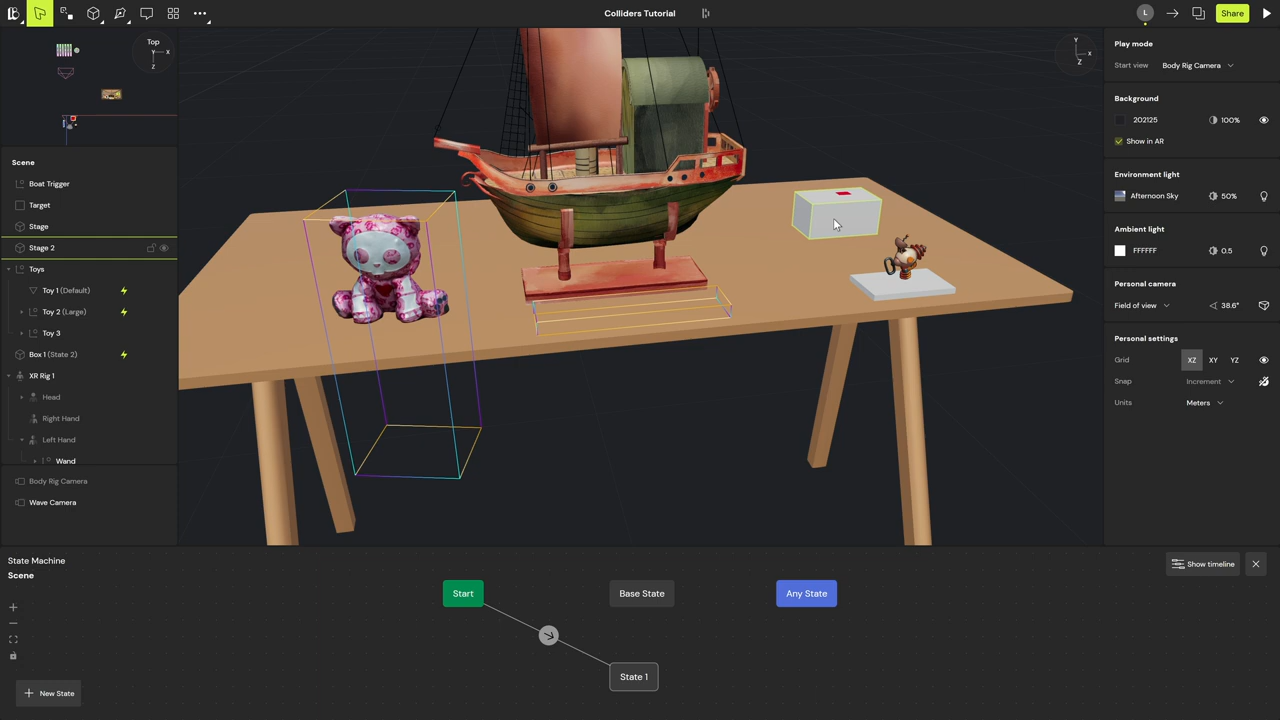 Colliders Tutorial
L
Share
Top
Y
X
Z
Y
X
Z
Scene
Boat Trigger
Target
Stage
Stage 2
Toys
Toy 1 (Default)
Toy 2 (Large)
Toy 3
Box 1 (State 2)
XR Rig 1
Head
Right Hand
Left Hand
Wand
Body Rig Camera
Wave Camera
Play mode
Start view Body Rig Camera
Background
202125 100%
Show in AR
Environment light
Afternoon Sky 50%
Ambient light
FFFFFF 0.5
Personal camera
Field of view 38.6°
Personal settings
Grid XZ XY YZ
Snap Increment
Units Meters
State Machine
Scene
Show timeline
Start
Base State
Any State
State 1
New State